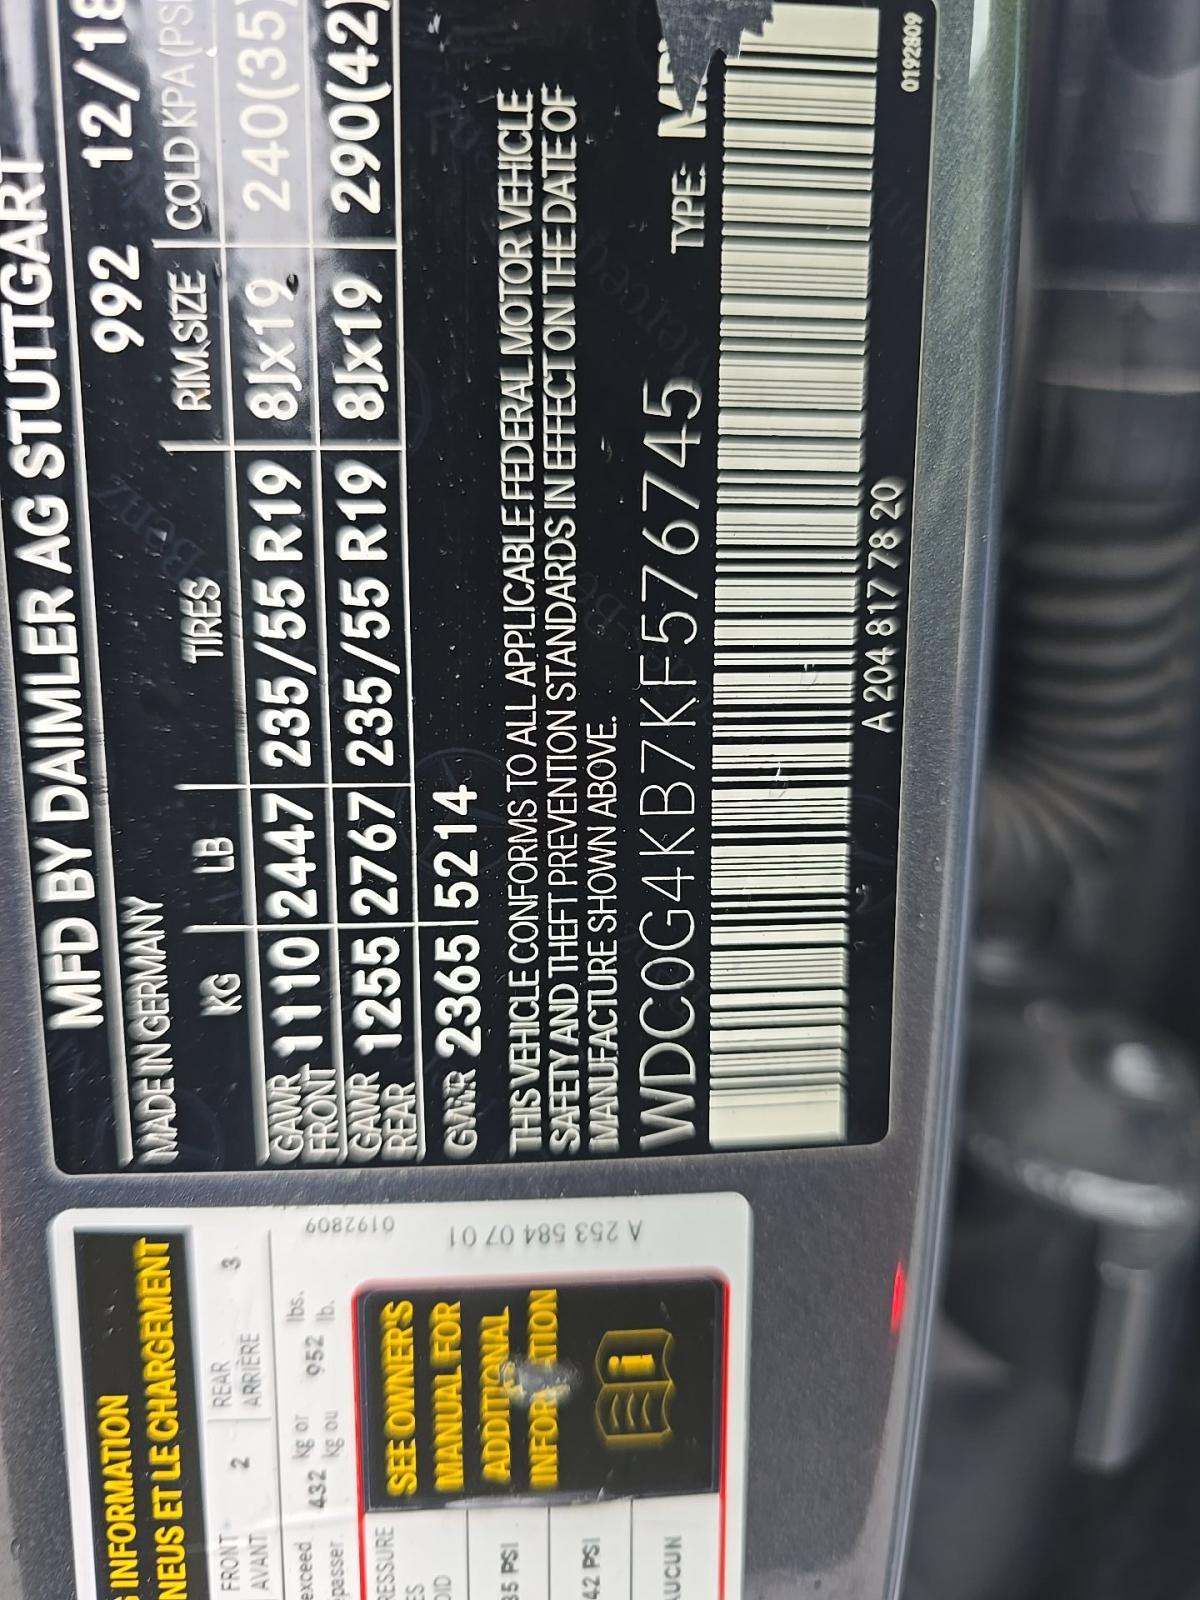 MFD BY DAIMLER AG STUTTGART
MADE IN GERMANY 992 12/18
KG LB TIRES RIM SIZE COLD KPA (PSI)
GAWR FRONT 1110 2447 235/55 R19 8Jx19 240(35)
GAWR REAR 1255 2767 235/55 R19 8Jx19 290(42)
GVWR 2365 5214
THIS VEHICLE CONFORMS TO ALL APPLICABLE FEDERAL MOTOR VEHICLE
SAFETY AND THEFT PREVENTION STANDARDS IN EFFECT ON THE DATE OF
MANUFACTURE SHOWN ABOVE.
WDC0G4KB7KF576745 TYPE:
A 204 817 78 20
0192809
INFORMATION
NEUS ET LE CHARGEMENT
FRONT 2 REAR 3
AVANT ARRIÈRE
exceed 432 kg or 952 lbs.
kg ou lb.
SEE OWNER'S
MANUAL FOR
ADDITIONAL
35 PSI
42 PSI
0192809
A 253 584 07 01